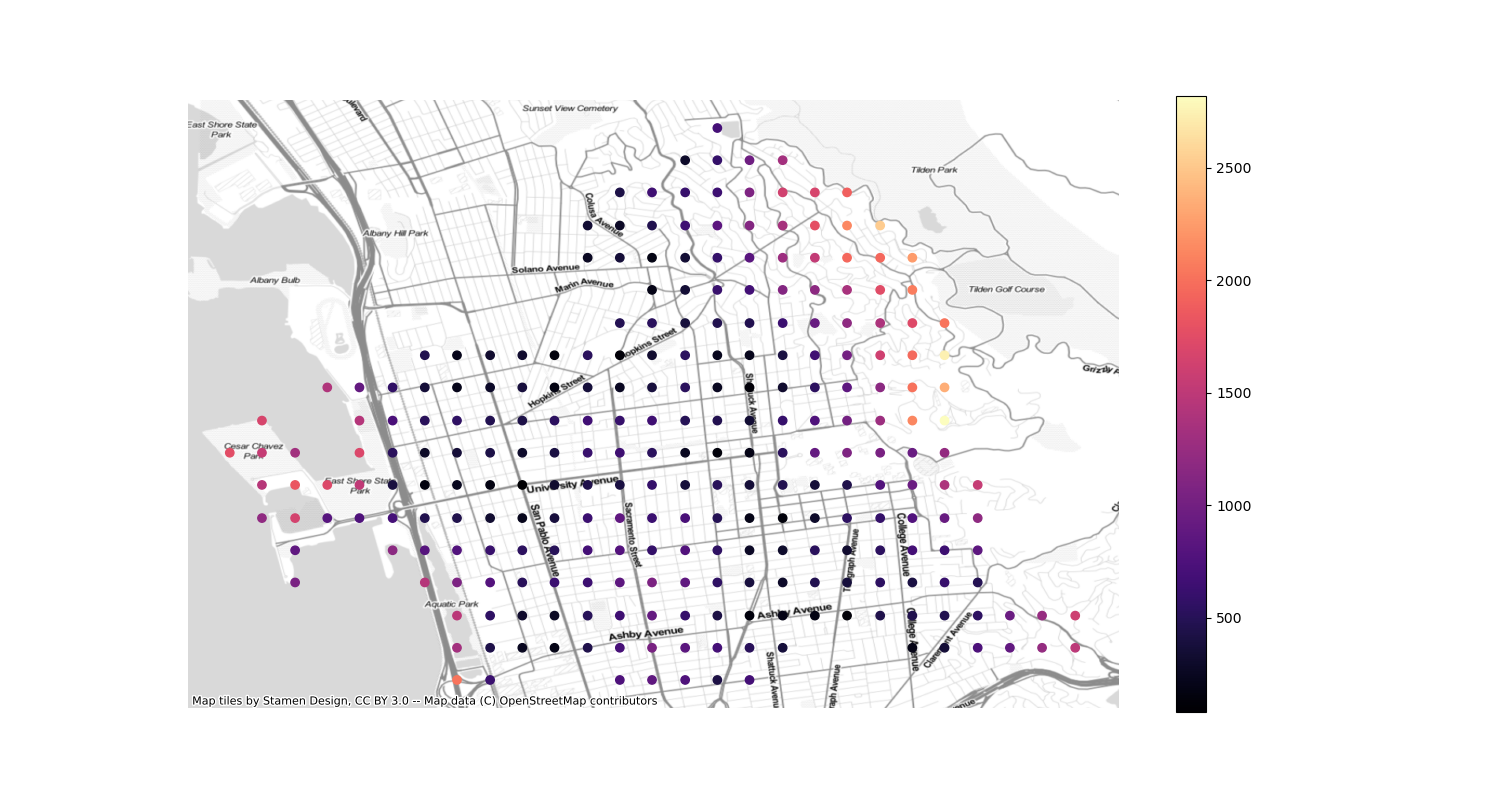 Sunset View Cemetery
East Shore State
Park
Tilden Park
Colusa Avenue
Albany Hill Park
Solano Avenue
Albany Bulb
Marin Avenue
Tilden Golf Course
Hopkins Street
Hopkins Street
Shattuck Avenue
Cesar Chavez
Park
East Shore State
Park
University Avenue
San Pablo Avenue
Sacramento Street
College Avenue
Telegraph Avenue
Aquatic Park
Ashby Avenue
Ashby Avenue
College Avenue
Claremont Avenue
Shattuck Avenue
Map tiles by Stamen Design, CC BY 3.0 -- Map data (C) OpenStreetMap contributors
2500
2000
1500
1000
500